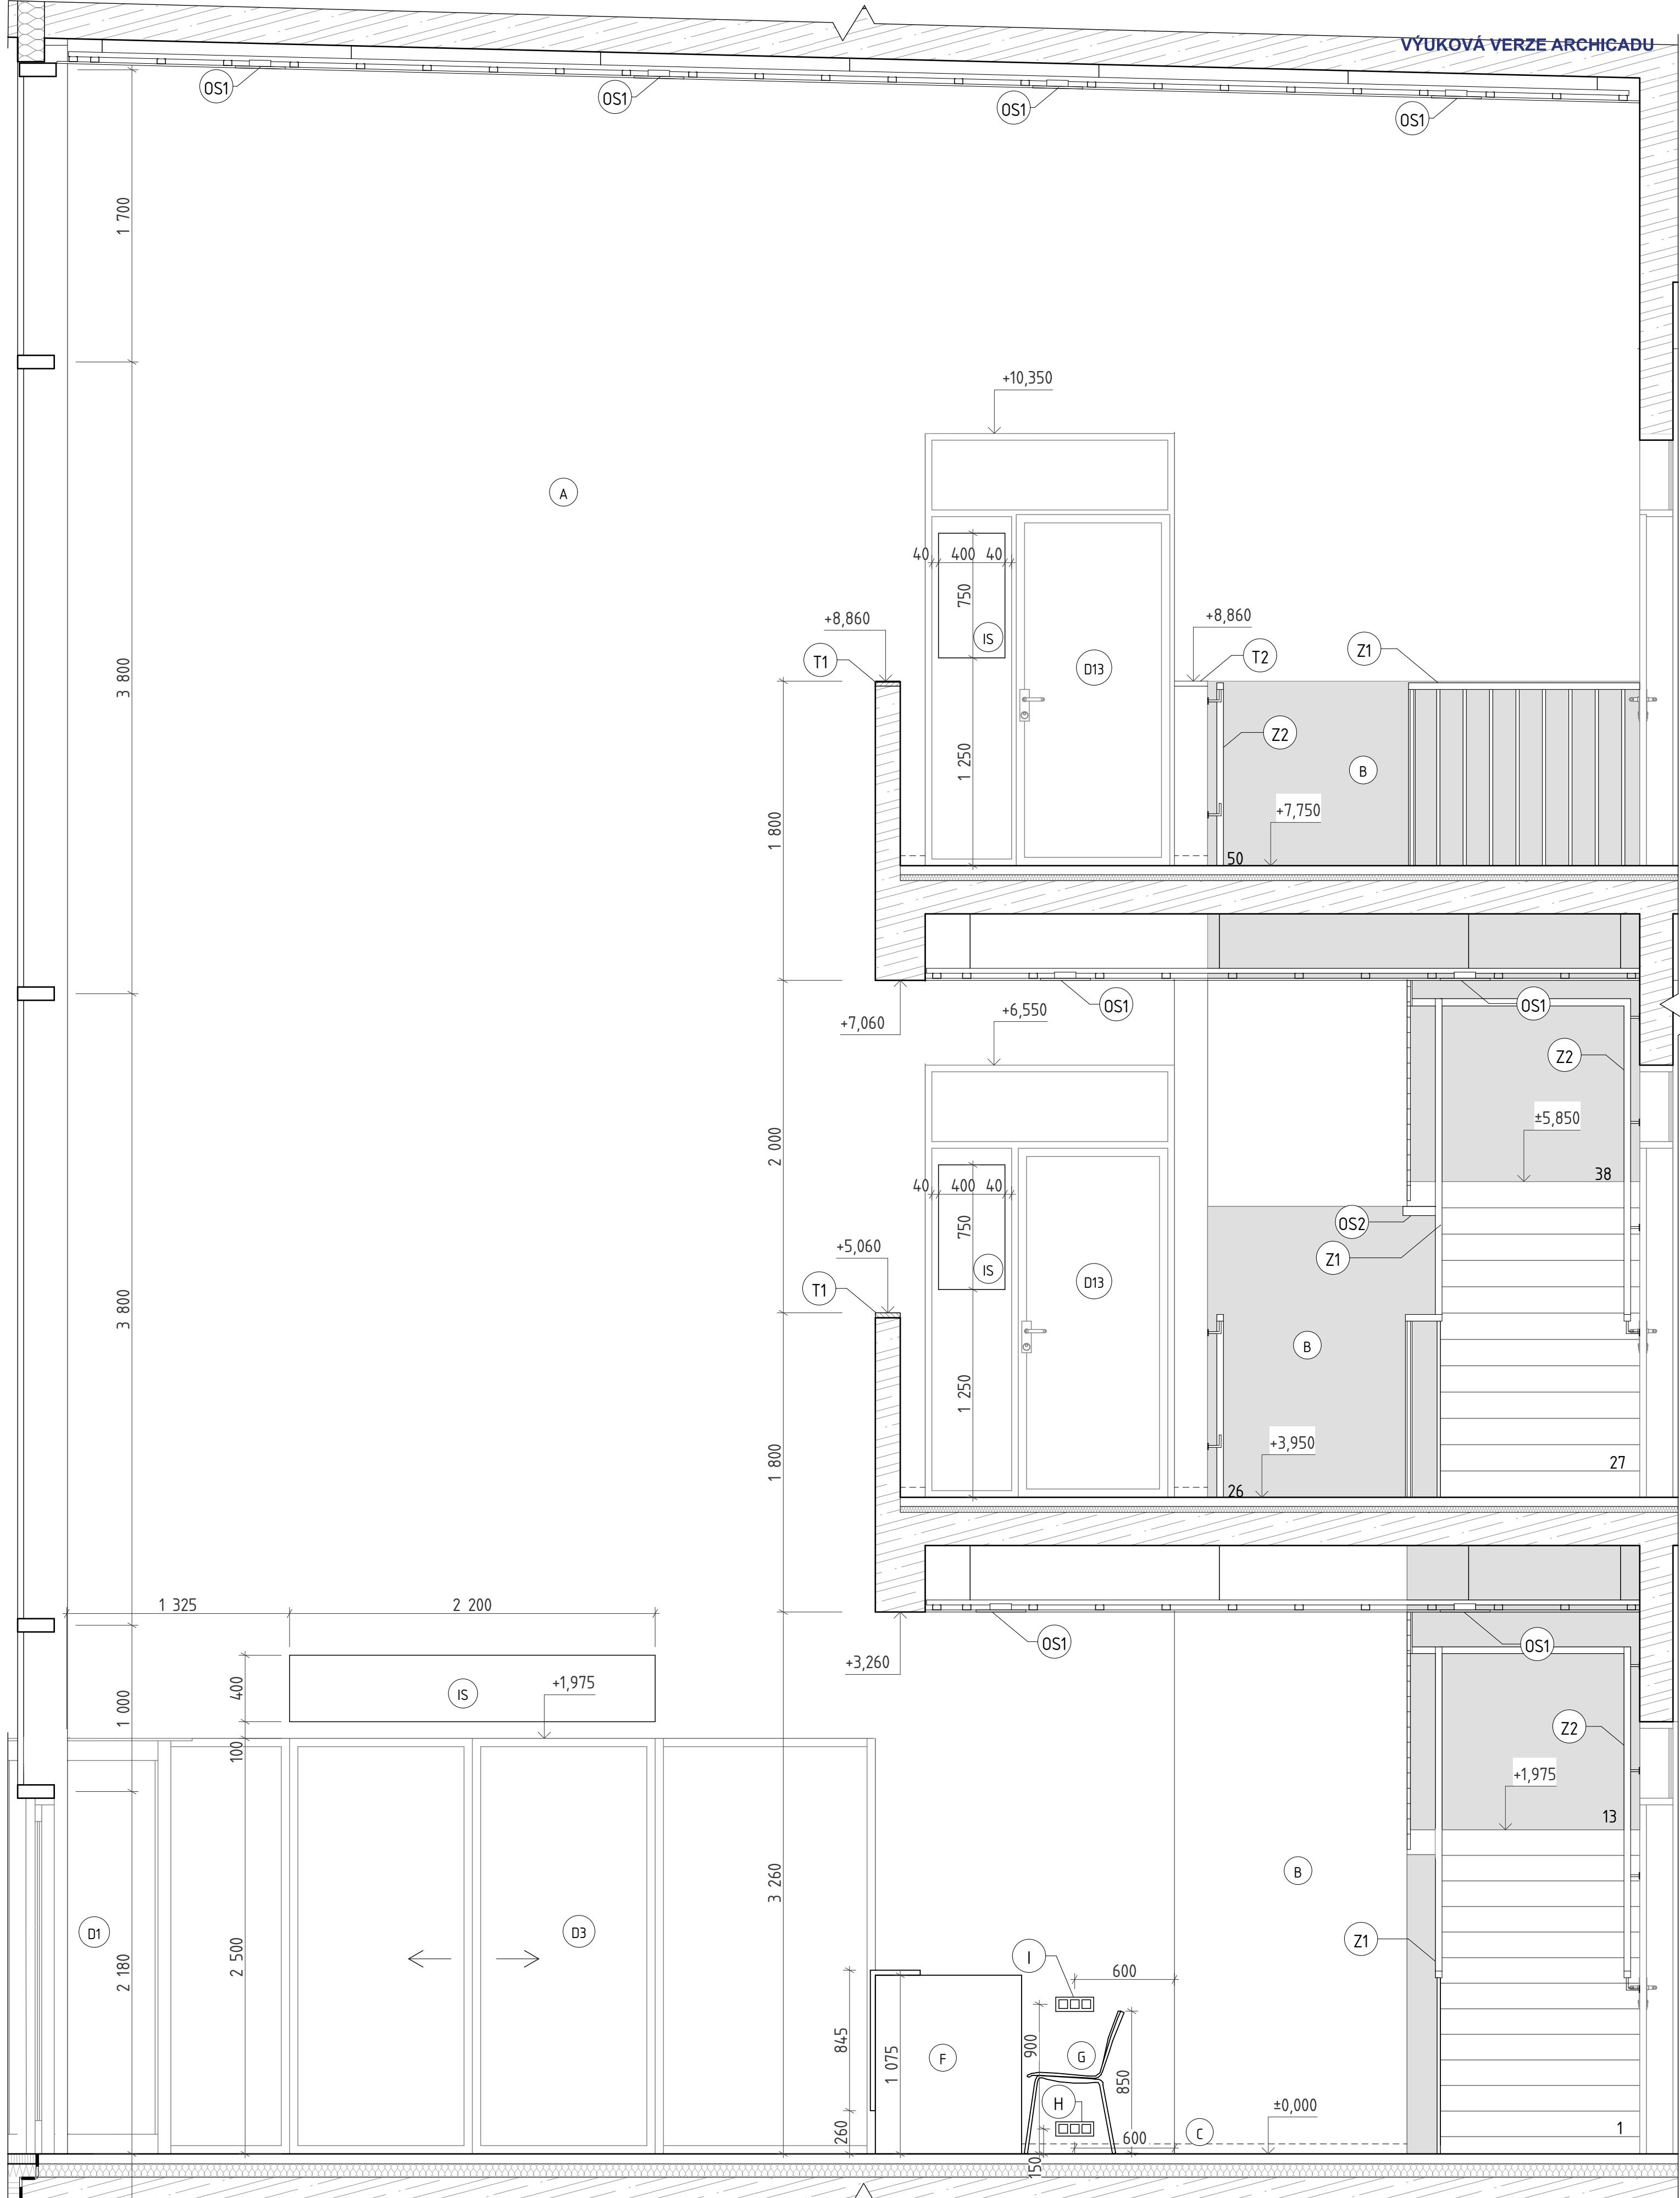 VÝUKOVÁ VERZE ARCHICADU
OS1
OS1
OS1
OS1
1 700
+10,350
A
40 400 40
750
IS
D13
+8,860
T1
+8,860
T2
Z1
3 800
Z2
B
1 250
1 800
+7,750
50
OS1
OS1
+7,060
+6,550
Z2
±5,850
2 000
38
40 400 40
750
IS
D13
OS2
Z1
+5,060
T1
3 800
B
1 250
1 800
+3,950
27
26
1 325
2 200
OS1
OS1
+3,260
400
IS
+1,975
1 000
100
Z2
+1,975
13
3 260
B
D1
D3
Z1
2 500
2 180
I
600
845
1 075
900
F
G
850
H
±0,000
260
600
C
150
1